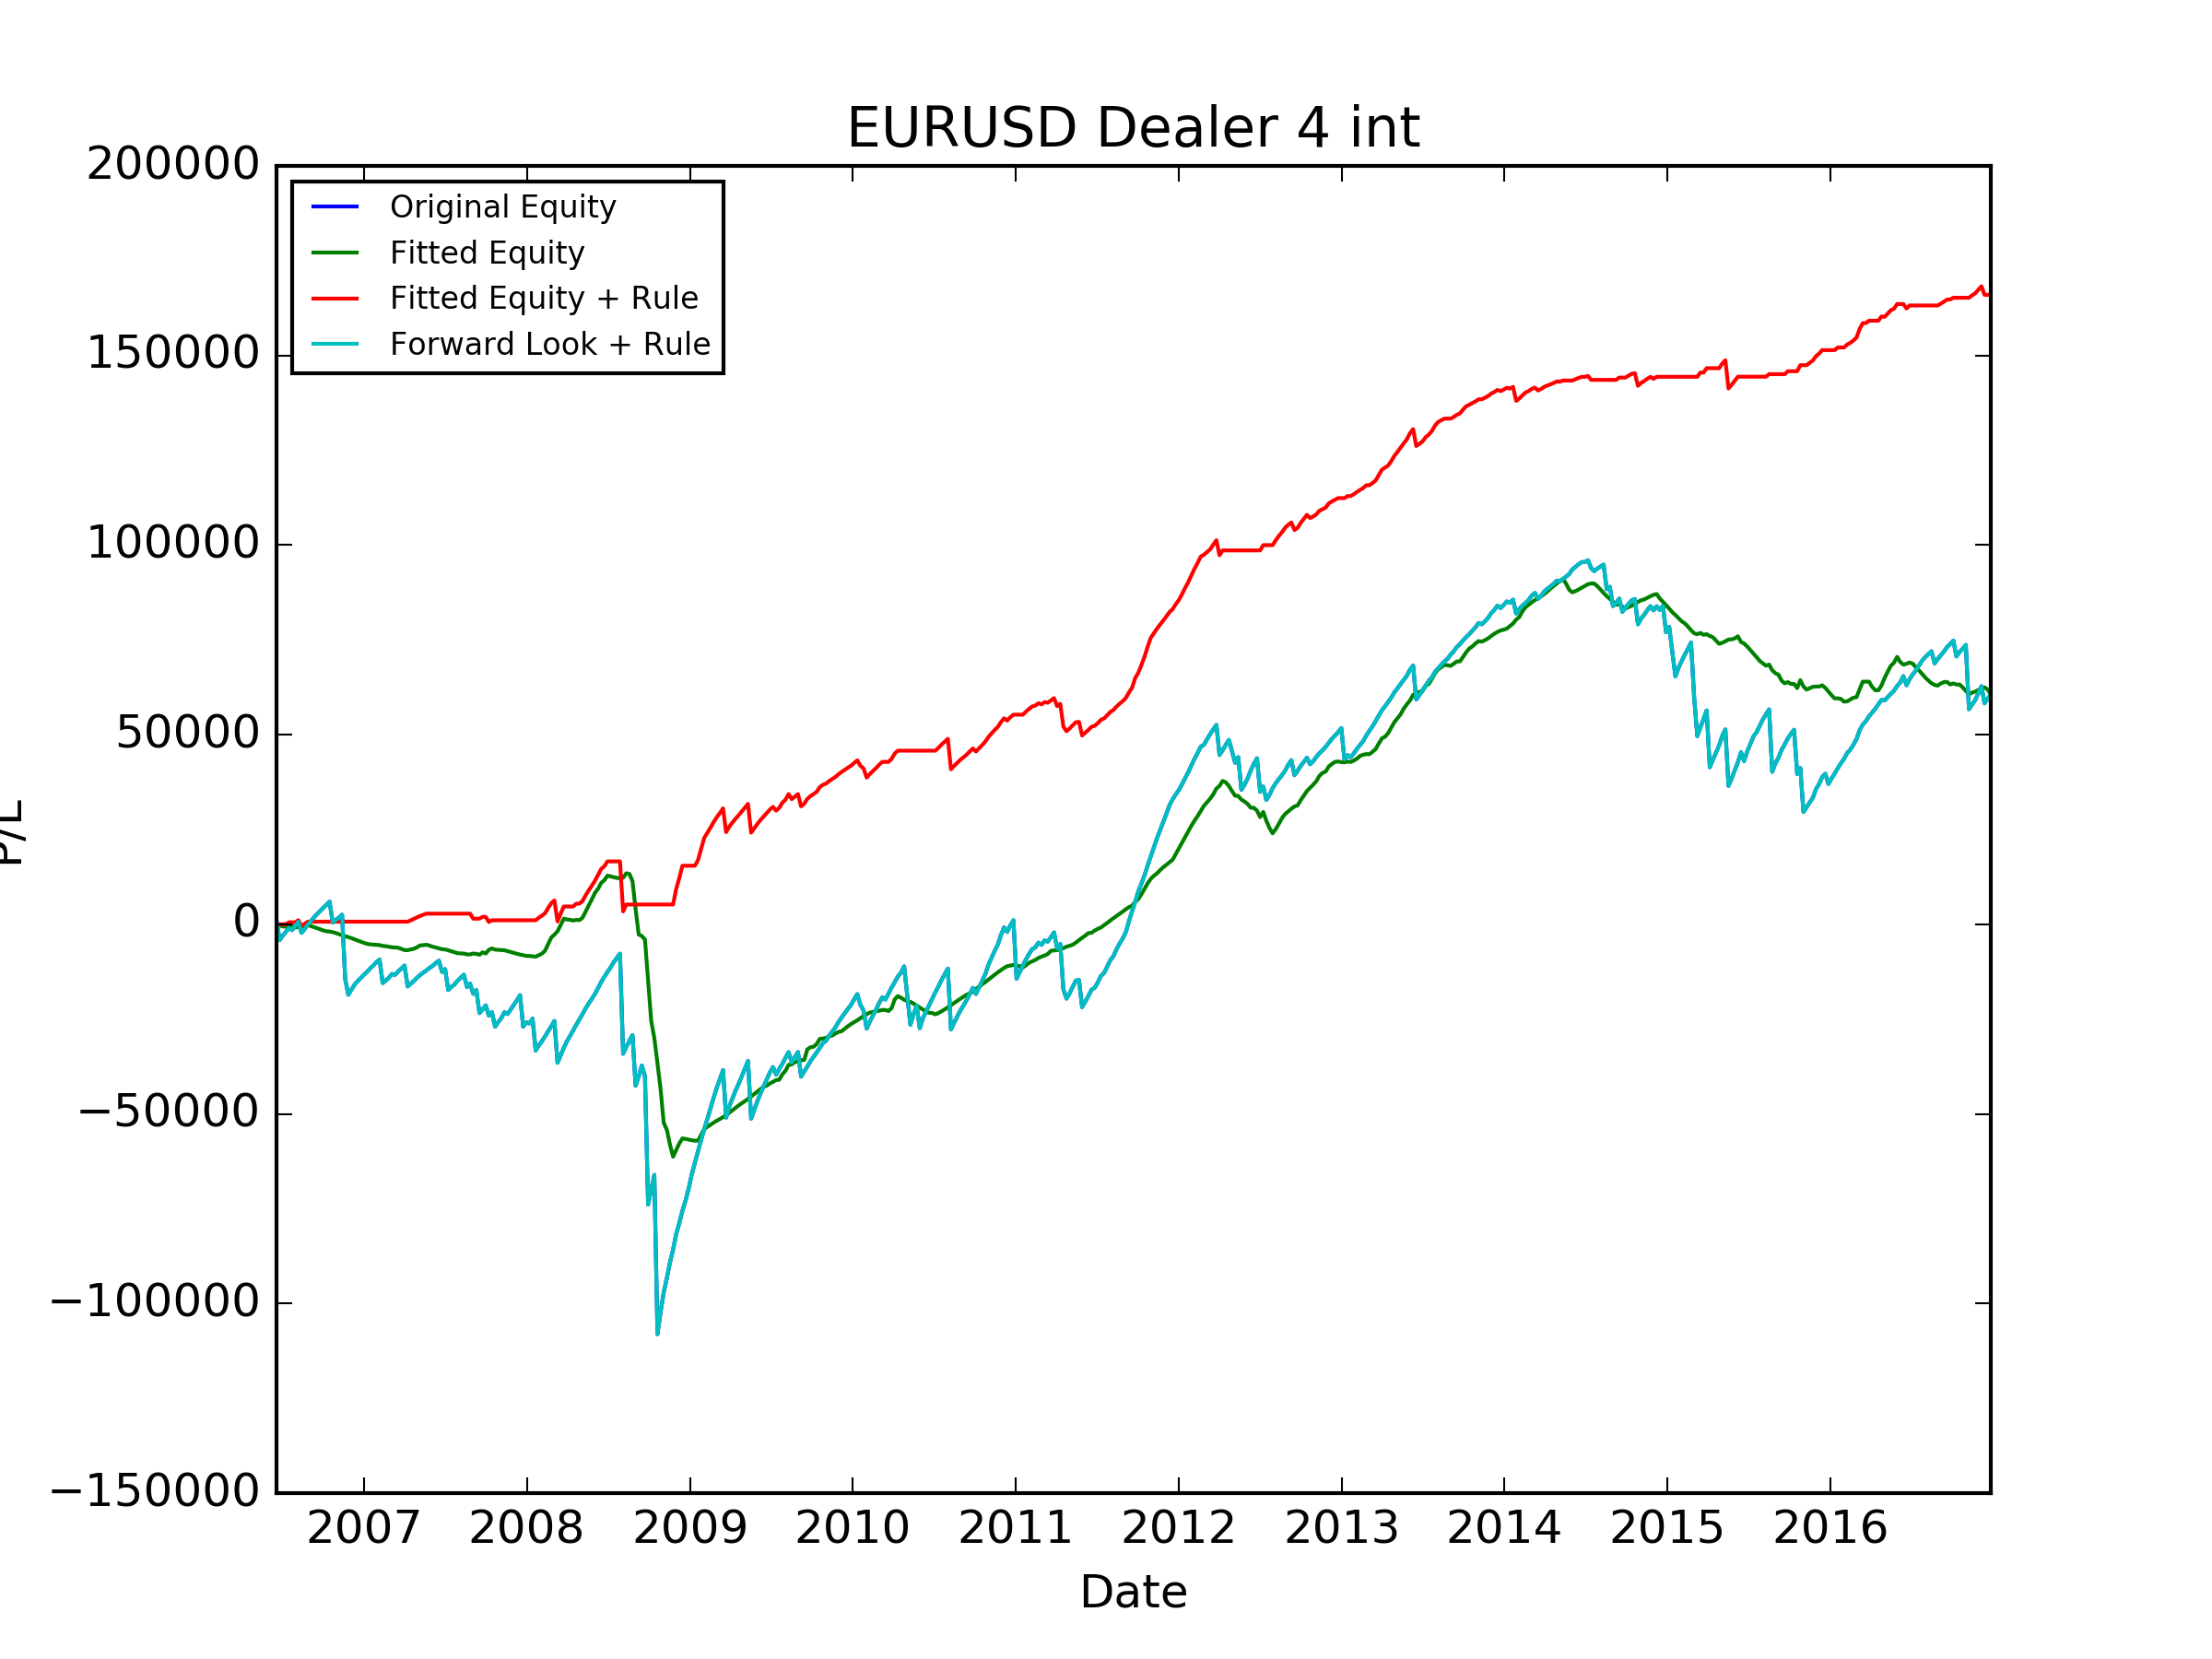 EURUSD Dealer 4 int
200000
150000
100000
50000
0
−50000
−100000
−150000
Original Equity
Fitted Equity
Fitted Equity + Rule
Forward Look + Rule
P/L
2007 2008 2009 2010 2011 2012 2013 2014 2015 2016
Date